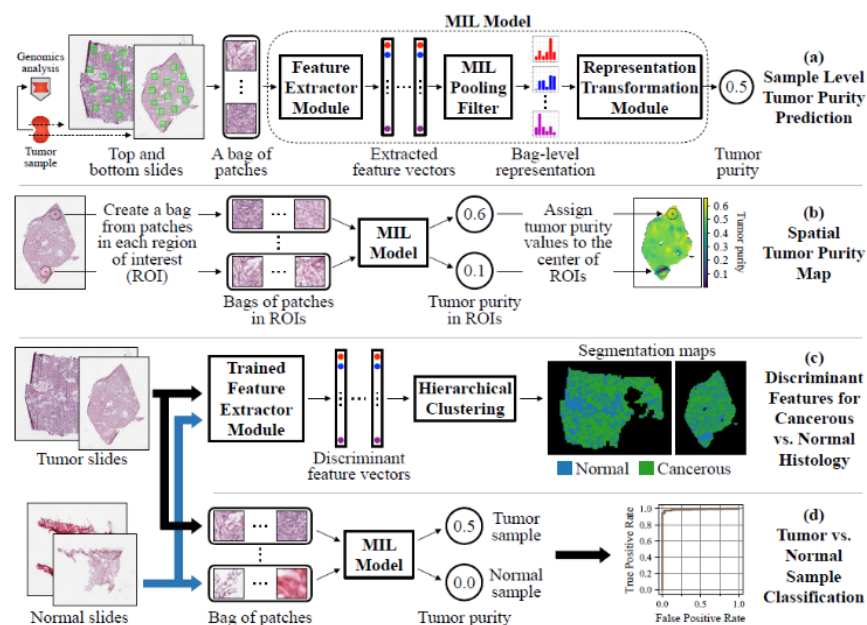 MIL Model
Genomics
analysis
Tumor
sample
Top and
bottom slides
A bag of
patches
Feature
Extractor
Module
Extracted
feature vectors
MIL
Pooling
Filter
Bag-level
representation
Representation
Transformation
Module
0.5
Tumor
purity
(a)
Sample Level
Tumor Purity
Prediction
Create a bag
from patches
in each region
of interest
(ROI)
Bags of patches
in ROIs
MIL
Model
0.6
0.1
Tumor purity
in ROIs
Assign
tumor purity
values to the
center of
ROIs
0.6
0.5
0.4
0.3
0.2
0.1
Tumor purity
(b)
Spatial
Tumor Purity
Map
Tumor slides
Trained
Feature
Extractor
Module
Discriminant
feature vectors
Hierarchical
Clustering
Segmentation maps
Normal
Cancerous
(c)
Discriminant
Features for
Cancerous
vs. Normal
Histology
Normal slides
Bag of patches
MIL
Model
0.5
Tumor
sample
0.0
Normal
sample
Tumor purity
True Positive Rate
1.0
0.8
0.6
0.4
0.2
0.0
0.0
0.5
1.0
False Positive Rate
(d)
Tumor vs.
Normal
Sample
Classification